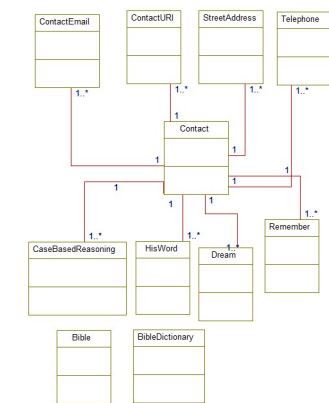 ContactEmail
ContactURI
StreetAddress
Telephone
1..*
1..*
1..*
1..*
1
Contact
1
1
1
1
1
1
1
1..*
1..*
1..*
1..*
CaseBasedReasoning
HisWord
Dream
Remember
Bible
BibleDictionary